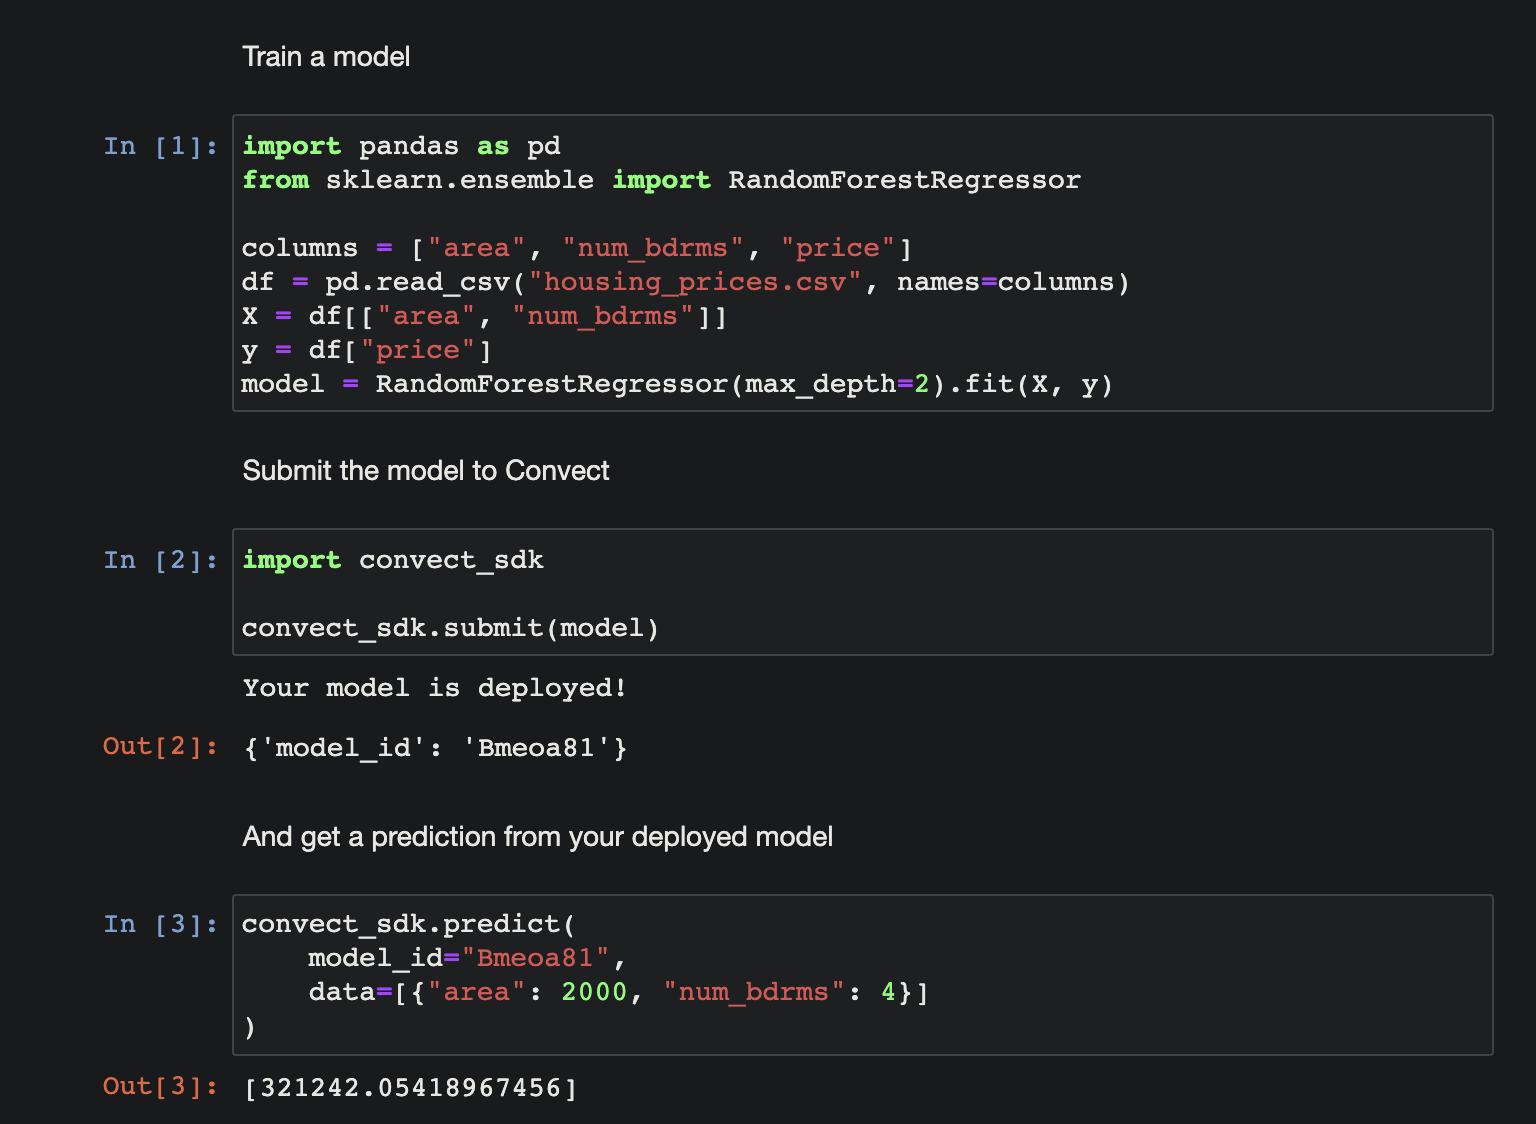 Train a model
In [1]:
import pandas as pd
from sklearn.ensemble import RandomForestRegressor
columns = ["area", "num_bdrms", "price"]
df = pd.read_csv("housing_prices.csv", names=columns)
X = df[["area", "num_bdrms"]]
y = df["price"]
model = RandomForestRegressor(max_depth=2).fit(X, y)
Submit the model to Convect
In [2]:
import convect_sdk
convect_sdk.submit(model)
Your model is deployed!
Out[2]: {'model_id': 'Bmeoa81'}
And get a prediction from your deployed model
In [3]:
convect_sdk.predict(
    model_id="Bmeoa81",
    data=[{"area": 2000, "num_bdrms": 4}]
)
Out[3]: [321242.05418967456]